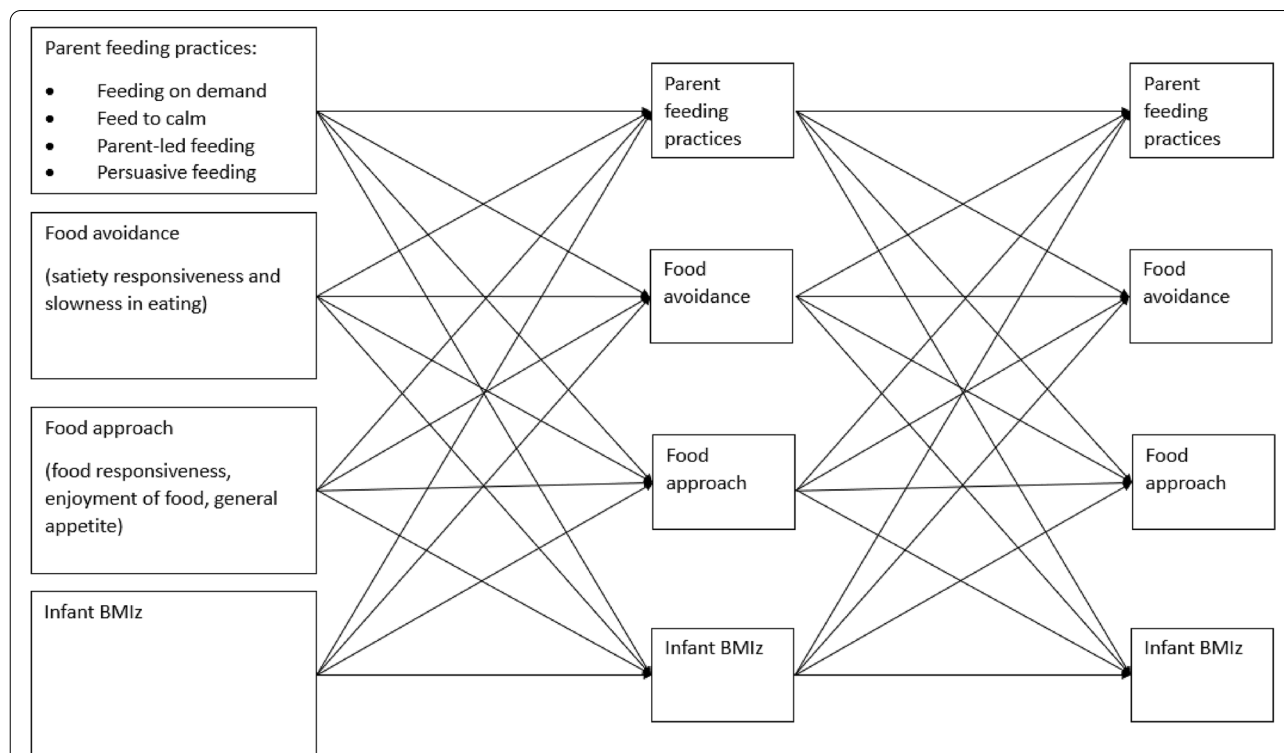 Parent feeding practices:
• Feeding on demand
• Feed to calm
• Parent-led feeding
• Persuasive feeding
Food avoidance
(satiety responsiveness and
slowness in eating)
Food approach
(food responsiveness,
enjoyment of food, general
appetite)
Infant BMIz
Parent
feeding
practices
Food
avoidance
Food
approach
Infant BMIz
Parent
feeding
practices
Food
avoidance
Food
approach
Infant BMIz